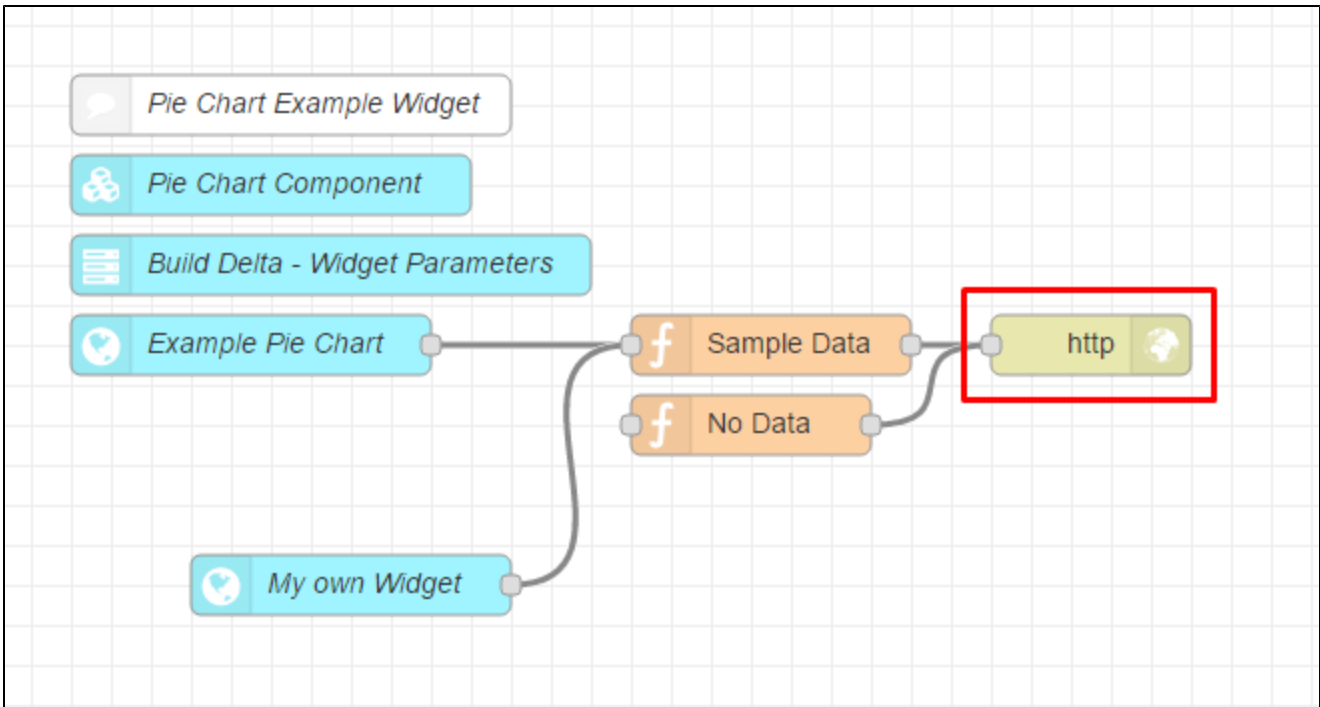 Pie Chart Example Widget
Pie Chart Component
Build Delta - Widget Parameters
Example Pie Chart
Sample Data
http
No Data
My own Widget